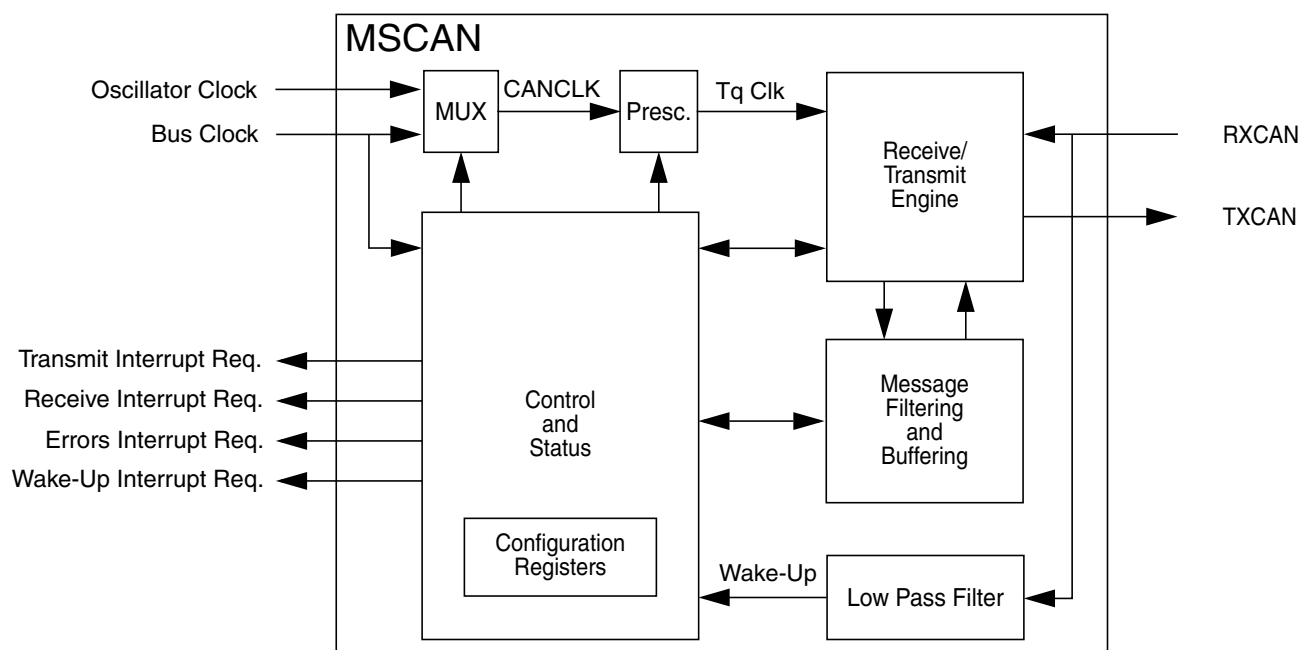 MSCAN
Oscillator Clock
Bus Clock
MUX
CANCLK
Presc.
Tq Clk
Receive/
Transmit
Engine
RXCAN
TXCAN
Transmit Interrupt Req.
Receive Interrupt Req.
Errors Interrupt Req.
Wake-Up Interrupt Req.
Control
and
Status
Message
Filtering
and
Buffering
Configuration
Registers
Wake-Up
Low Pass Filter